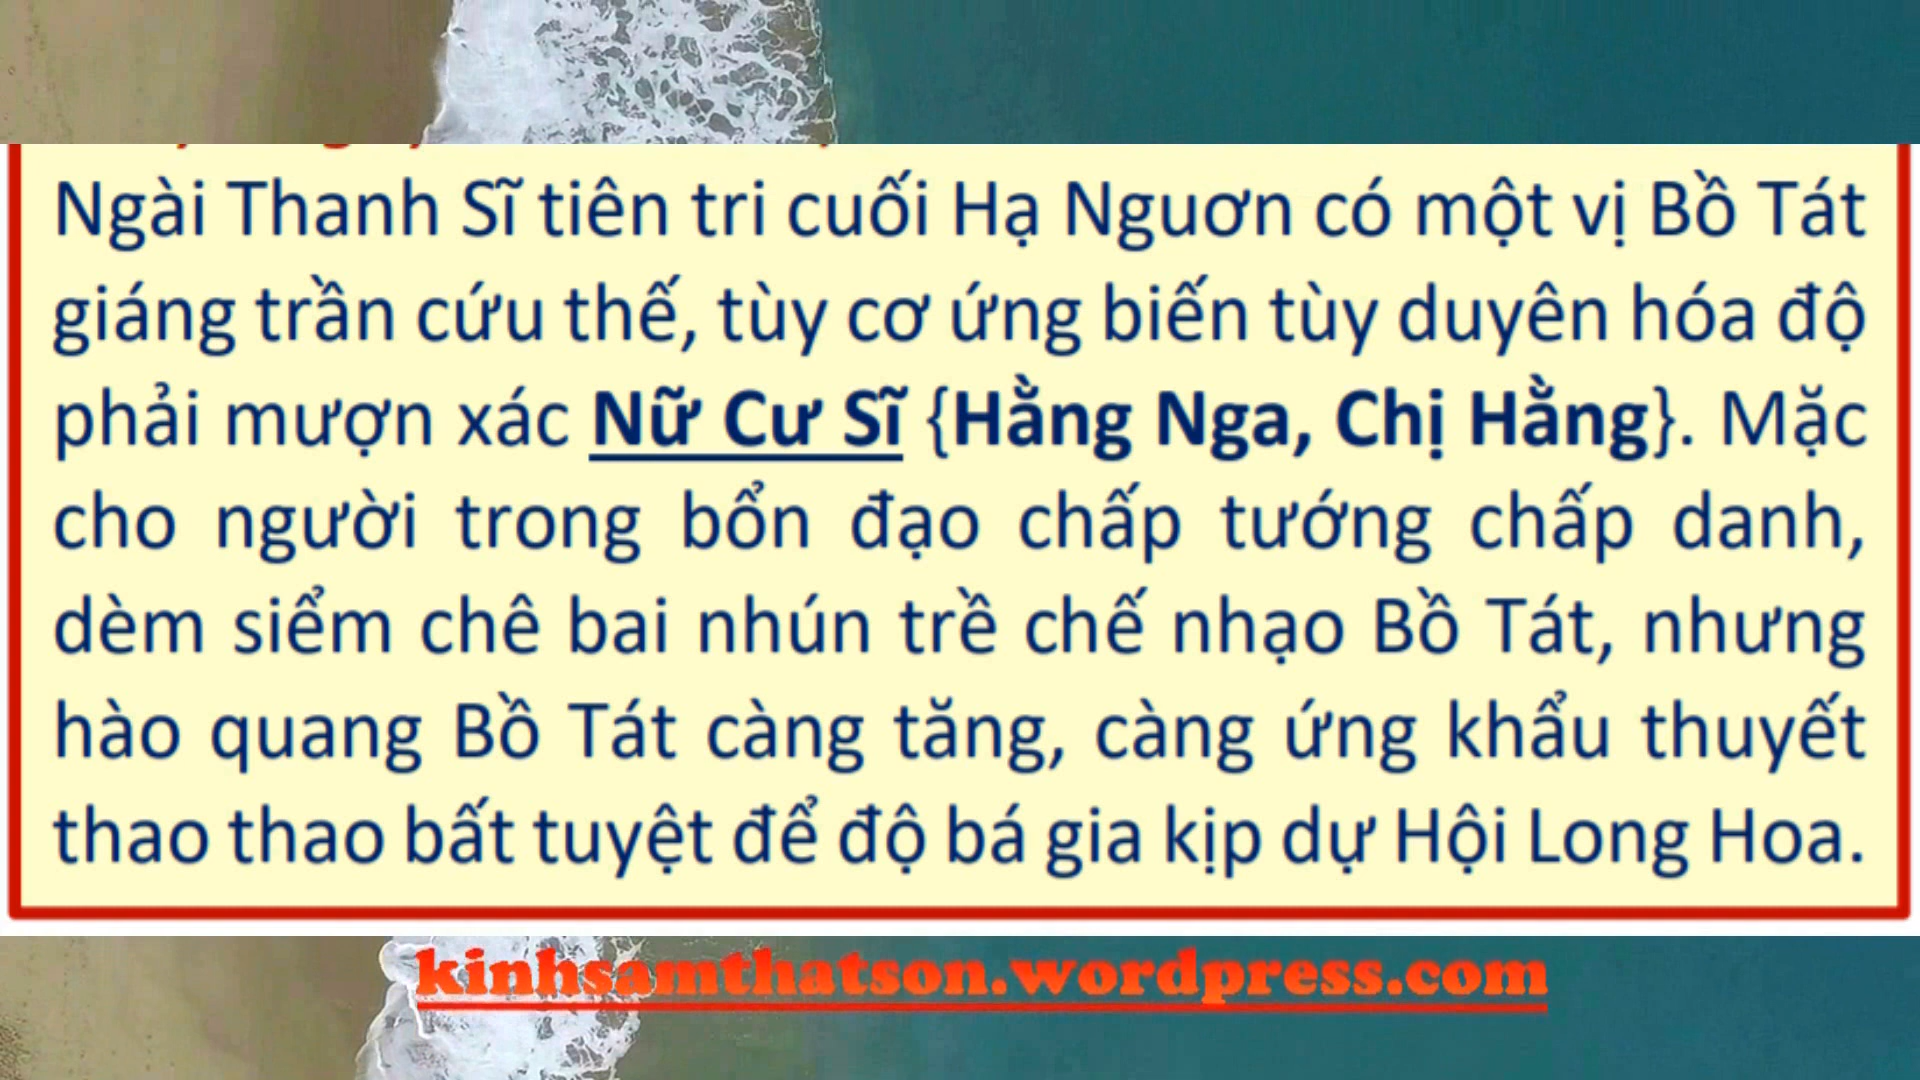 Ngài Thanh Sĩ tiên tri cuối Hạ Nguơn có một vị Bồ Tát
giáng trần cứu thế, tùy cơ ứng biến tùy duyên hóa độ
phải mượn xác Nữ Cư Sĩ {Hằng Nga, Chị Hằng}. Mặc
cho người trong bổn đạo chấp tướng chấp danh,
dèm siểm chê bai nhún trề chế nhạo Bồ Tát, nhưng
hào quang Bồ Tát càng tăng, càng ứng khẩu thuyết
thao thao bất tuyệt để độ bá gia kịp dự Hội Long Hoa.
kinhsamthatson.wordpress.com